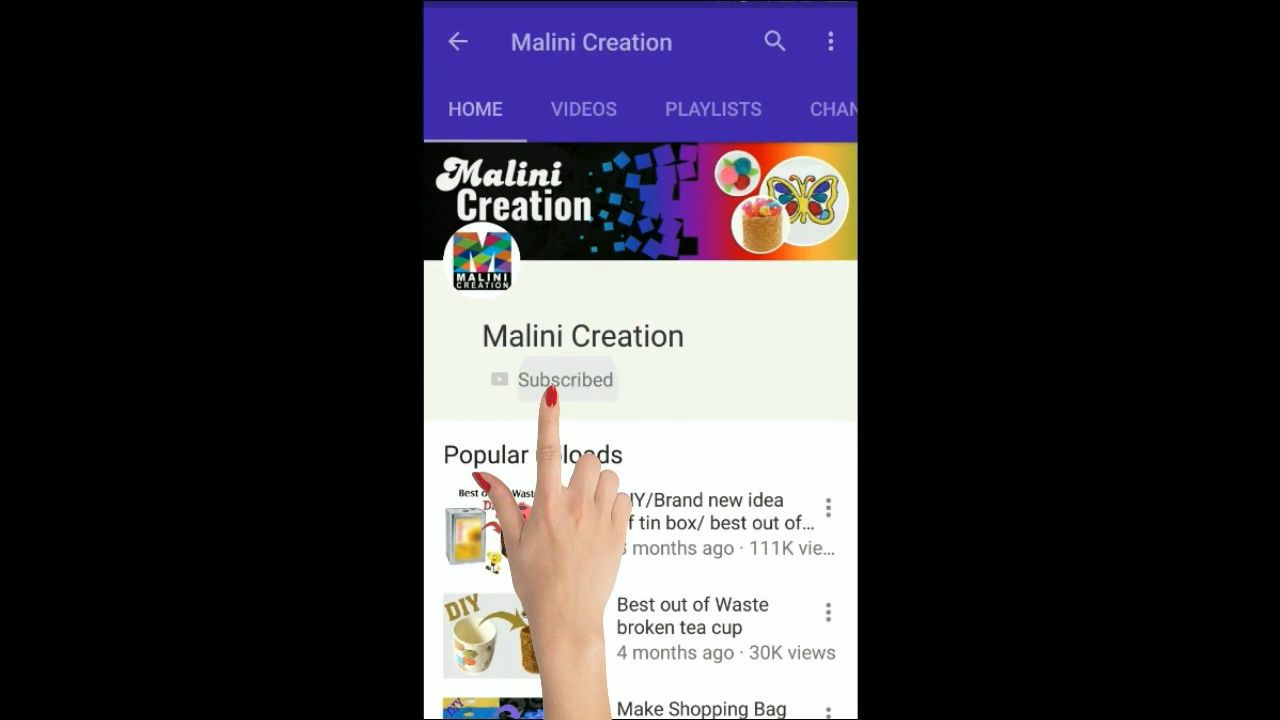 Malini Creation
HOME VIDEOS PLAYLISTS CHAN
Malini
Creation
M
MALINI
CREATION
Malini Creation
Subscribed
Popular
Best
IY/Brand new idea
f tin box/ best out of...
months ago · 111K vie...
DIY
Best out of Waste
broken tea cup
4 months ago · 30K views
DIY
Make Shopping Bag